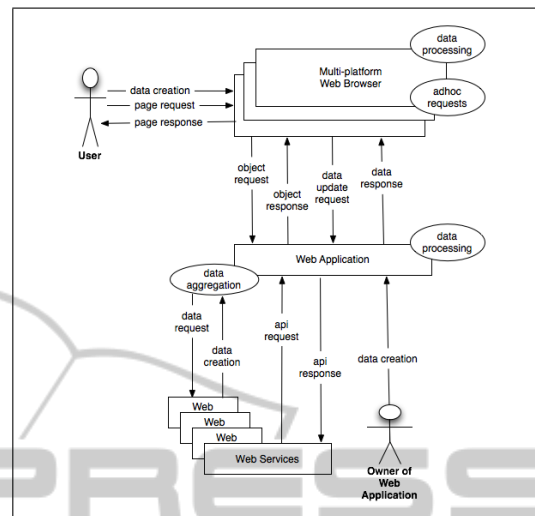 data
processing
Multi-platform
Web Browser
adhoc
requests
data creation
page request
page response
User
object
request
object
response
data
update
request
data
response
data
processing
Web Application
data
aggregation
data
request
data
creation
api
request
api
response
data creation
Web
Web
Web
Web Services
Owner of
Web
Application
PRESS